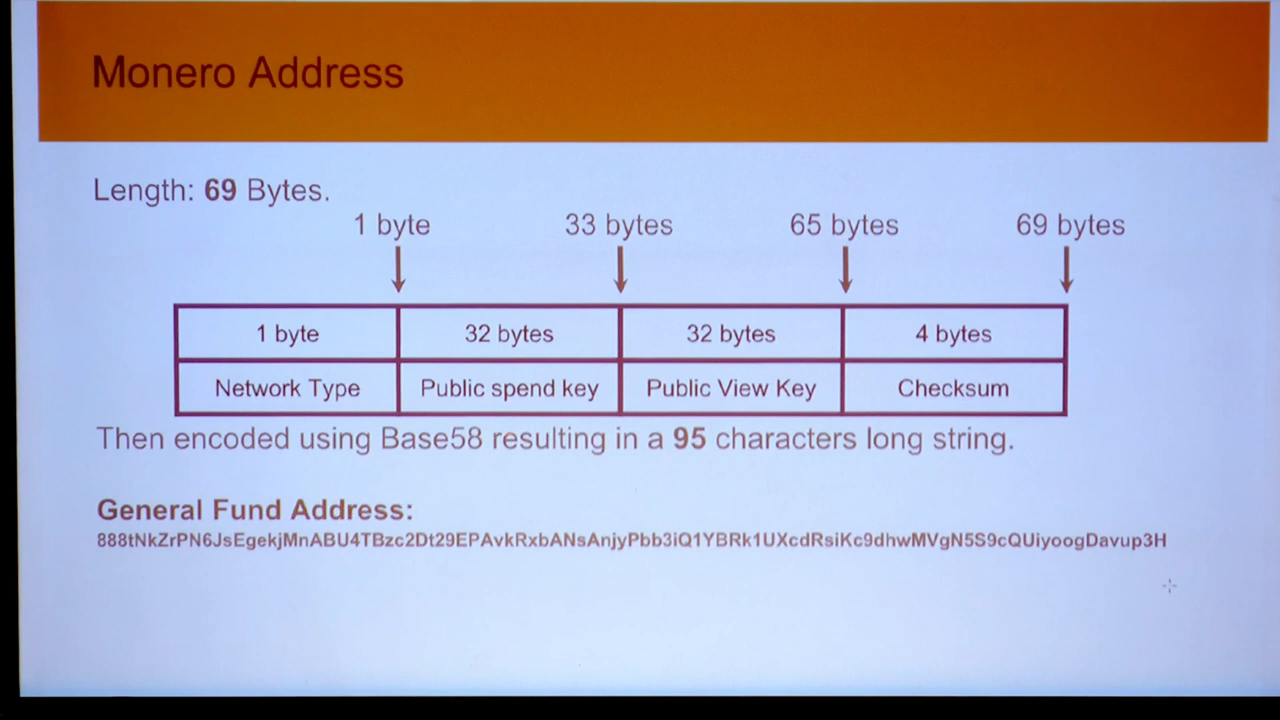 Monero Address
Length: 69 Bytes.
1 byte 33 bytes 65 bytes 69 bytes
1 byte 32 bytes 32 bytes 4 bytes
Network Type Public spend key Public View Key Checksum
Then encoded using Base58 resulting in a 95 characters long string.
General Fund Address:
888tNkZrPN6JsEgekjMnABU4TBzc2Dt29EPAvkRxbANsAnjyPbb3iQ1YBRk1UXcdRsiKc9dhwMVgN5S9cQUiyoogDavup3H